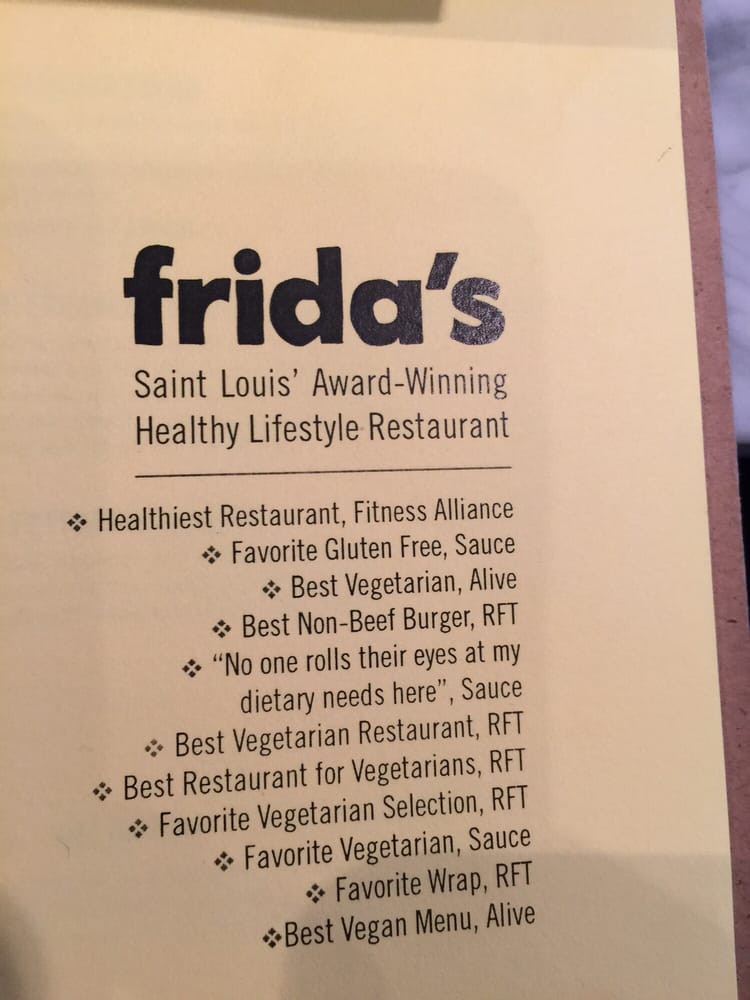 frida's
Saint Louis' Award-Winning
Healthy Lifestyle Restaurant
❖ Healthiest Restaurant, Fitness Alliance
❖ Favorite Gluten Free, Sauce
❖ Best Vegetarian, Alive
❖ Best Non-Beef Burger, RFT
❖ “No one rolls their eyes at my
dietary needs here”, Sauce
❖ Best Vegetarian Restaurant, RFT
❖ Best Restaurant for Vegetarians, RFT
❖ Favorite Vegetarian Selection, RFT
❖ Favorite Vegetarian, Sauce
❖ Favorite Wrap, RFT
❖Best Vegan Menu, Alive